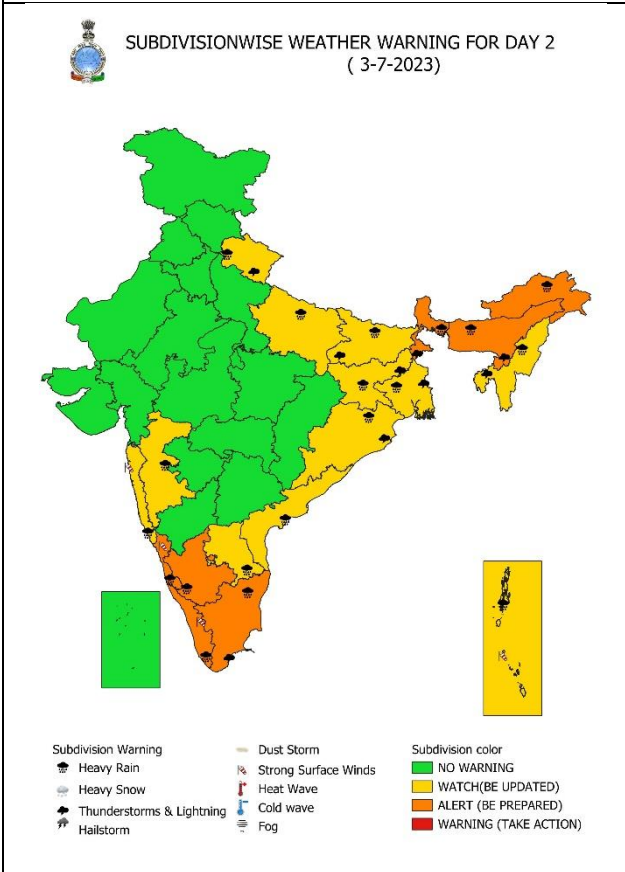 SUBDIVISIONWISE WEATHER WARNING FOR DAY 2
( 3-7-2023)
Subdivision Warning
Heavy Rain
Heavy Snow
Thunderstorms & Lightning
Hailstorm
Dust Storm
Strong Surface Winds
Heat Wave
Cold wave
Fog
Subdivision color
NO WARNING
WATCH(BE UPDATED)
ALERT (BE PREPARED)
WARNING (TAKE ACTION)